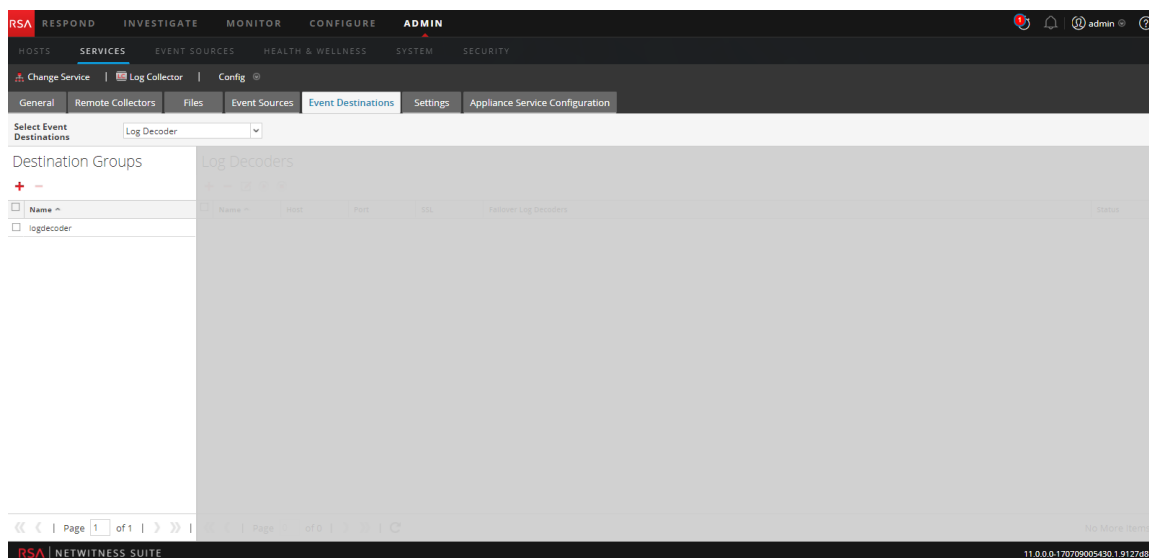 RSA RESPOND INVESTIGATE MONITOR CONFIGURE ADMIN 1 admin ?
HOSTS SERVICES EVENT SOURCES HEALTH & WELLNESS SYSTEM SECURITY
Change Service | Log Collector | Config
General Remote Collectors Files Event Sources Event Destinations Settings Appliance Service Configuration
Select Event
Destinations
Log Decoder
Destination Groups Log Decoders
+ −
Name Name Host Port SSL Failover Log Decoders Status
logdecoder
Page 1 of 1 | Page of 0 No More Items
RSA | NETWITNESS SUITE 11.0.0.0-170709005430.1.9127d8